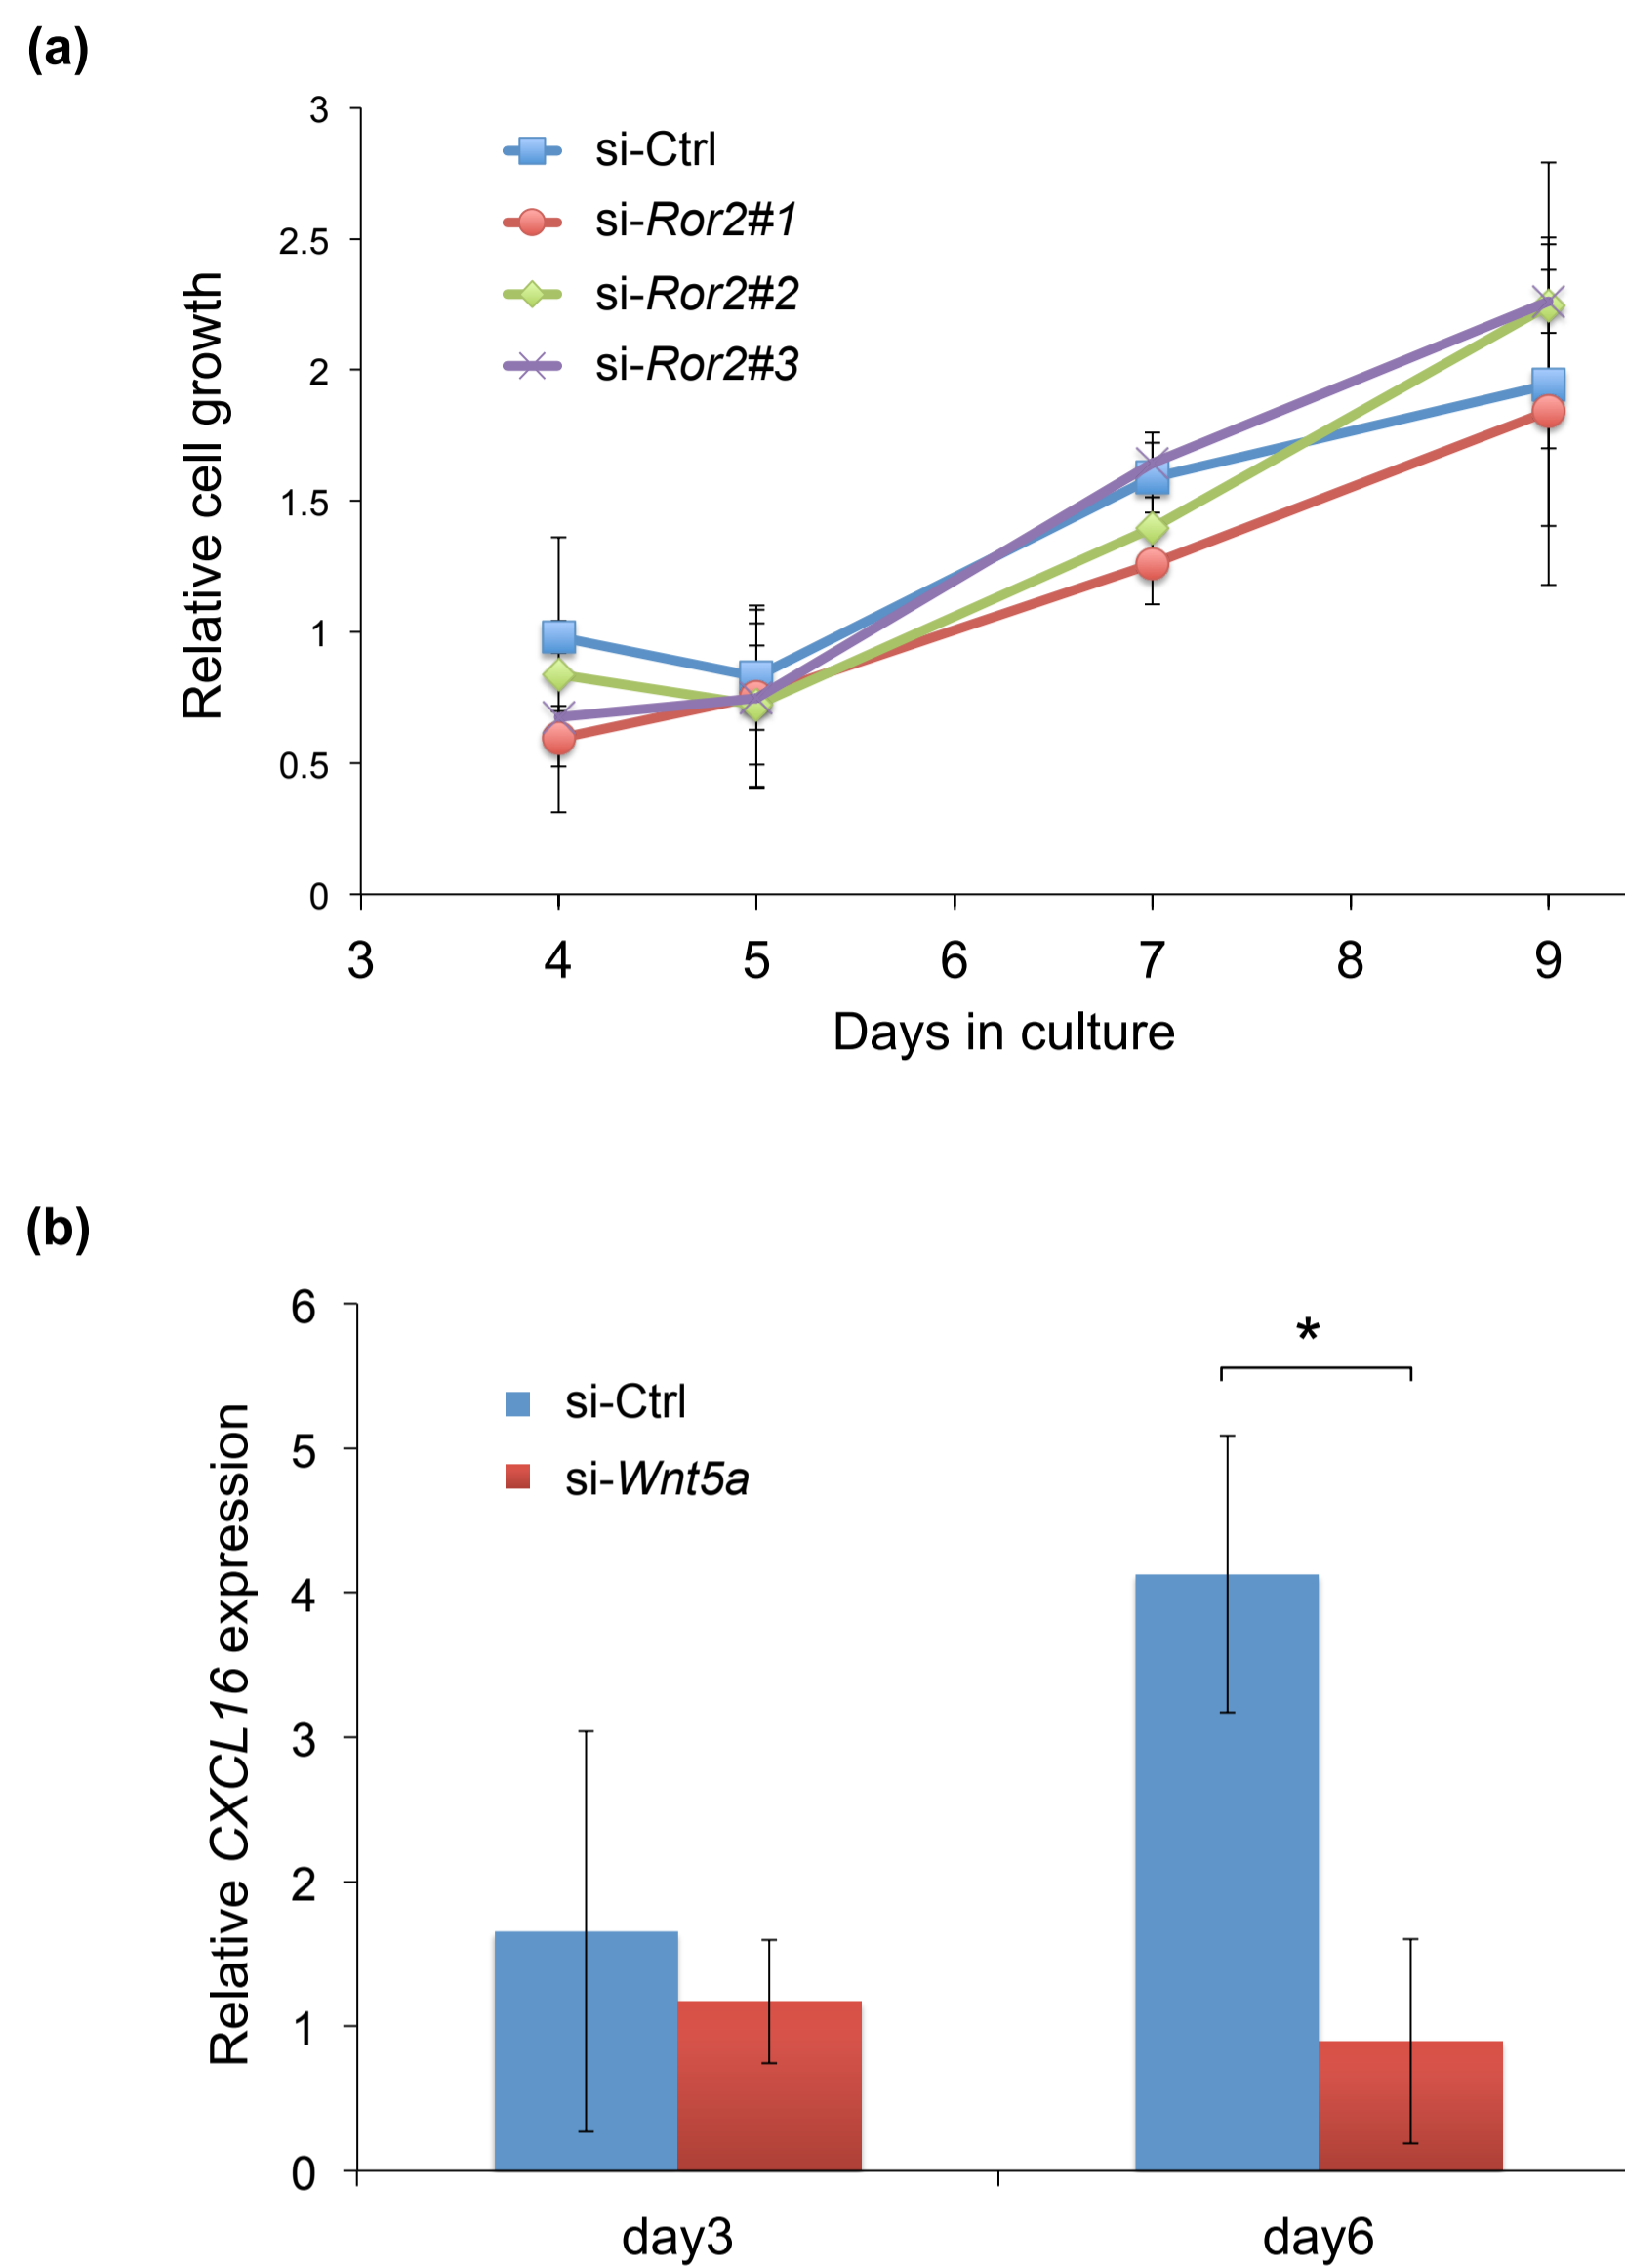 (a)
3
2.5
2
1.5
1
0.5
0
Relative cell growth
si-Ctrl
si-Ror2#1
si-Ror2#2
si-Ror2#3
3 4 5 6 7 8 9
Days in culture
(b)
6
5
4
3
2
1
0
Relative CXCL16 expression
si-Ctrl
si-Wnt5a
*
day3 day6